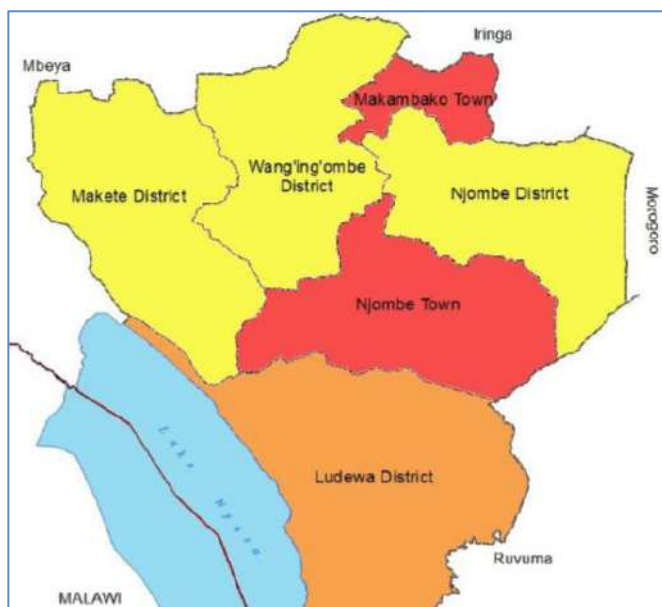 Iringa
Mbeya
Makambako Town
Wang'ing'ombe
District
Makete District
Njombe District
Morogoro
Njombe Town
Lake Nyasa
Ludewa District
Ruvuma
MALAWI